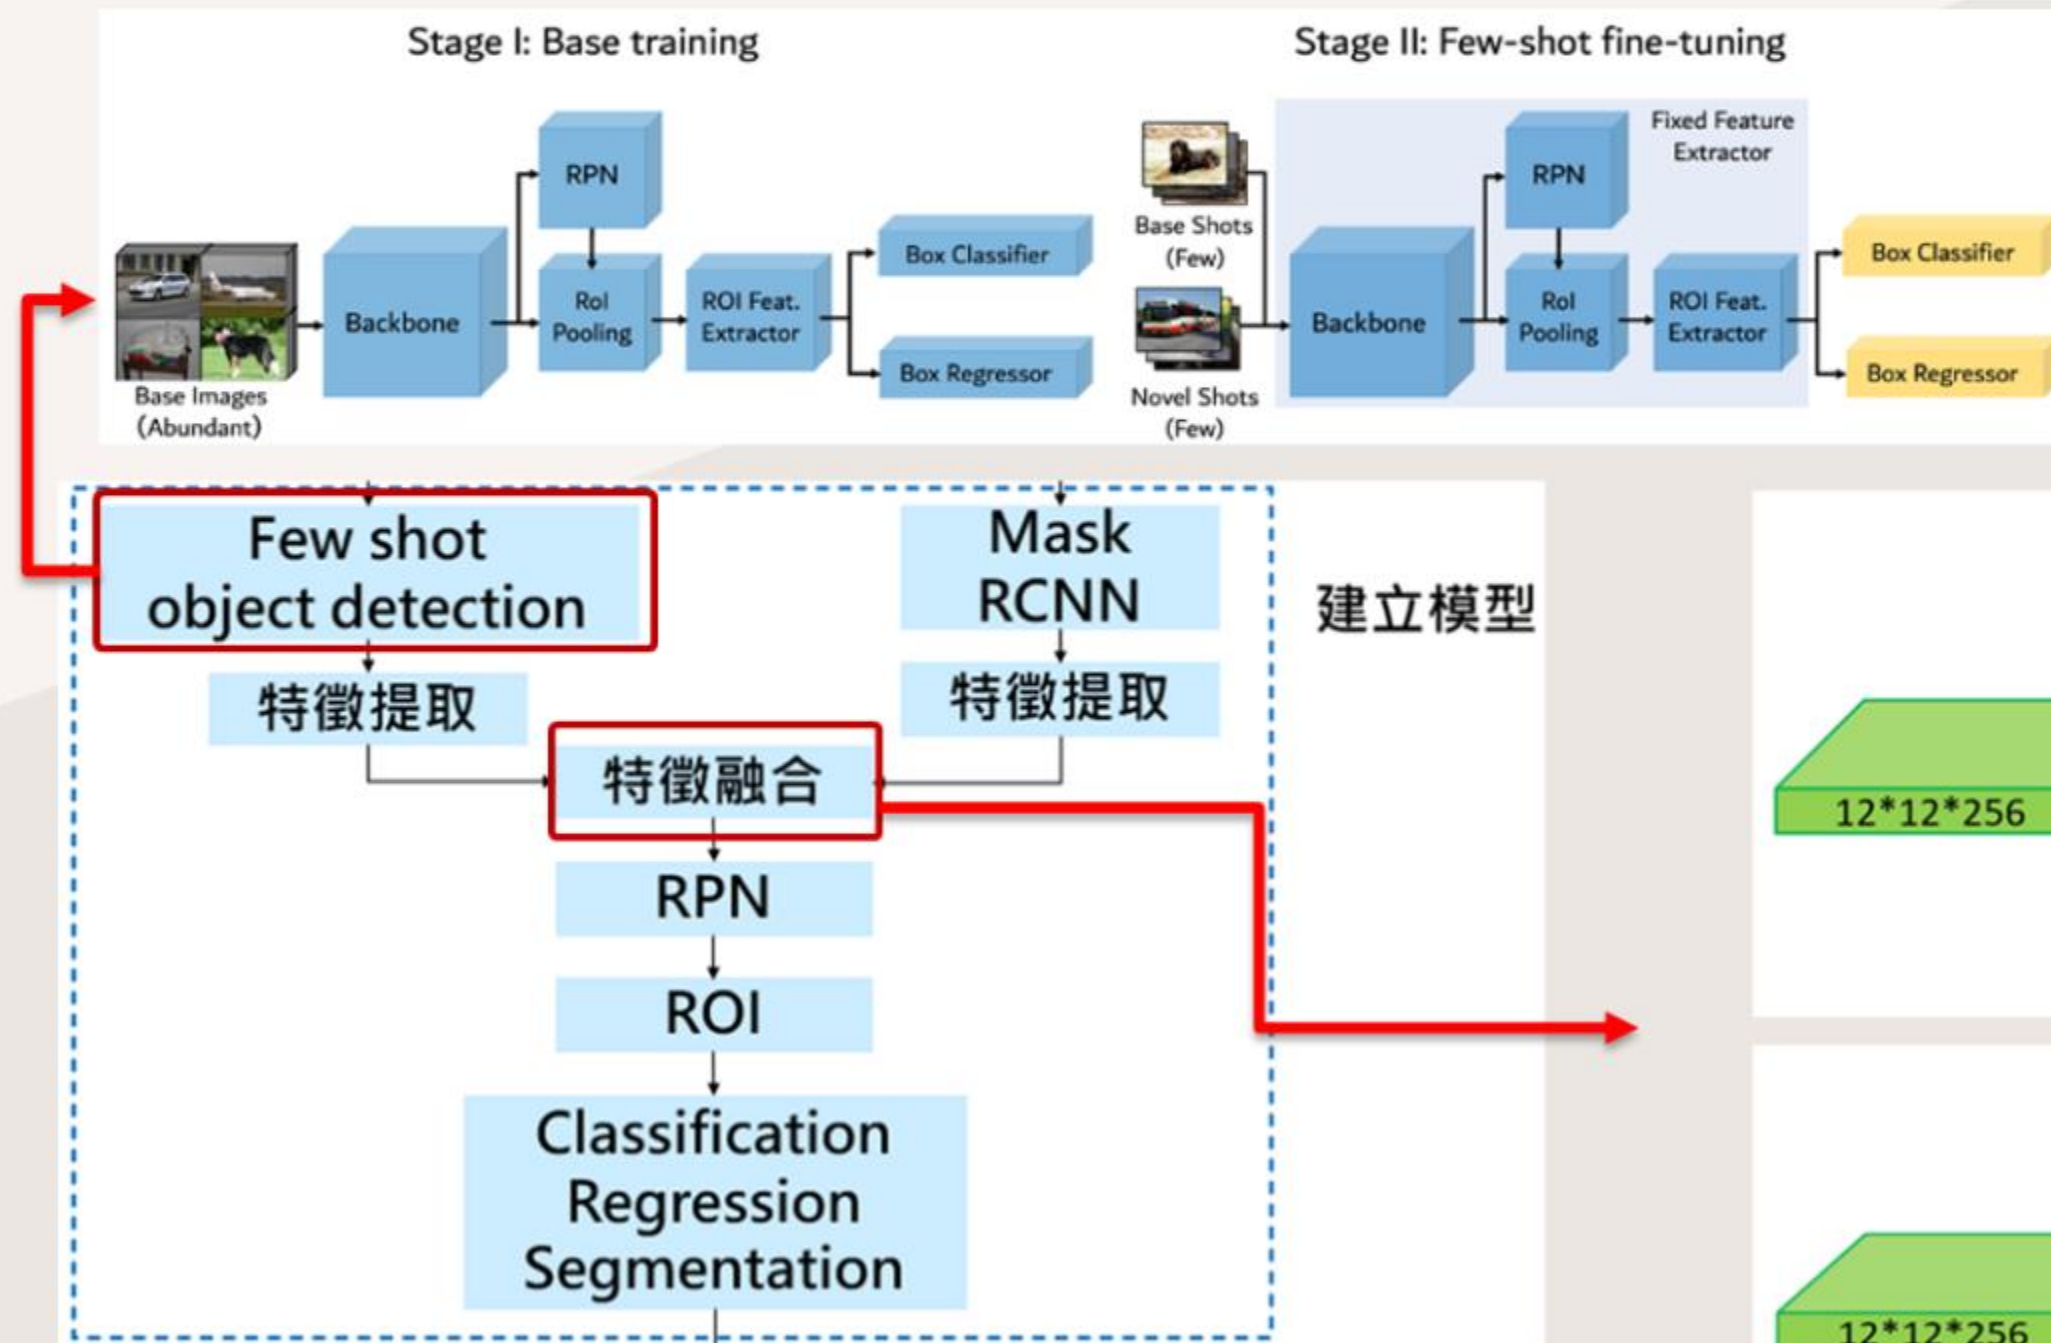 Stage I: Base training
RPN
Backbone
RoI
Pooling
ROI Feat.
Extractor
Box Classifier
Box Regressor
Base Images
(Abundant)
Stage II: Few-shot fine-tuning
Fixed Feature
Extractor
RPN
Base Shots
(Few)
Novel Shots
(Few)
Backbone
RoI
Pooling
ROI Feat.
Extractor
Box Classifier
Box Regressor
Few shot
object detection
Mask
RCNN
建立模型
特徵提取
特徵提取
特徵融合
RPN
ROI
Classification
Regression
Segmentation
12*12*256
12*12*256